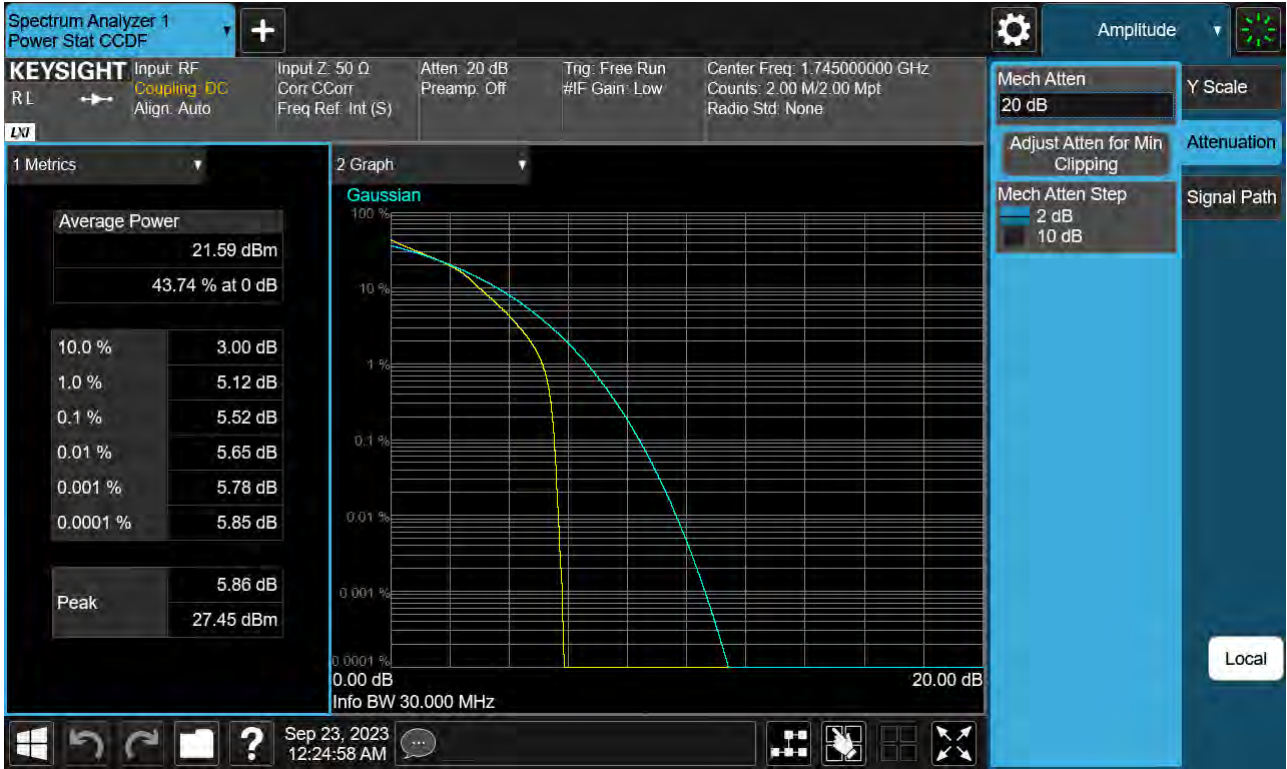 Spectrum Analyzer 1
Power Stat CCDF
Amplitude
KEYSIGHT
R L
LXI
Input: RF
Coupling: DC
Align: Auto
Input Z: 50 Ω
Corr CCorr
Freq Ref: Int (S)
Atten: 20 dB
Preamp: Off
Trig: Free Run
#IF Gain: Low
Center Freq: 1.745000000 GHz
Counts: 2.00 M/2.00 Mpt
Radio Std: None
Mech Atten
20 dB
Adjust Atten for Min
Clipping
Mech Atten Step
2 dB
10 dB
Y Scale
Attenuation
Signal Path
Local
1 Metrics
Average Power
21.59 dBm
43.74 % at 0 dB
10.0 % 3.00 dB
1.0 % 5.12 dB
0.1 % 5.52 dB
0.01 % 5.65 dB
0.001 % 5.78 dB
0.0001 % 5.85 dB
Peak 5.86 dB
27.45 dBm
2 Graph
Gaussian
100 %
10 %
1 %
0.1 %
0.01 %
0.001 %
0.0001 %
0.00 dB 20.00 dB
Info BW 30.000 MHz
?
Sep 23, 2023
12:24:58 AM